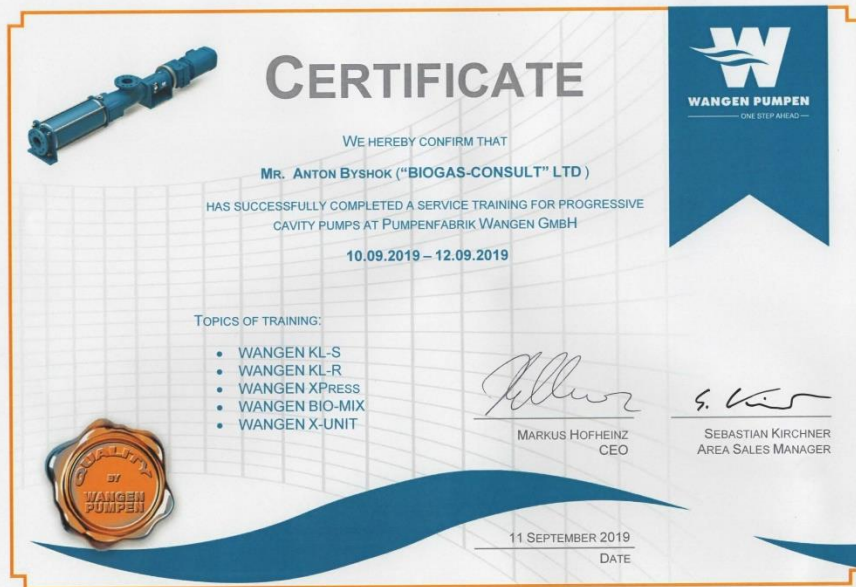 CERTIFICATE
WE HEREBY CONFIRM THAT
MR. ANTON BYSHOK ("BIOGAS-CONSULT" LTD )
HAS SUCCESSFULLY COMPLETED A SERVICE TRAINING FOR PROGRESSIVE
CAVITY PUMPS AT PUMPENFABRIK WANGEN GMBH
10.09.2019 – 12.09.2019
W
WANGEN PUMPEN
ONE STEP AHEAD
TOPICS OF TRAINING:
• WANGEN KL-S
• WANGEN KL-R
• WANGEN XPRESS
• WANGEN BIO-MIX
• WANGEN X-UNIT
MARKUS HOFHEINZ
CEO
SEBASTIAN KIRCHNER
AREA SALES MANAGER
QUALITY
BY
WANGEN
PUMPEN
11 SEPTEMBER 2019
DATE